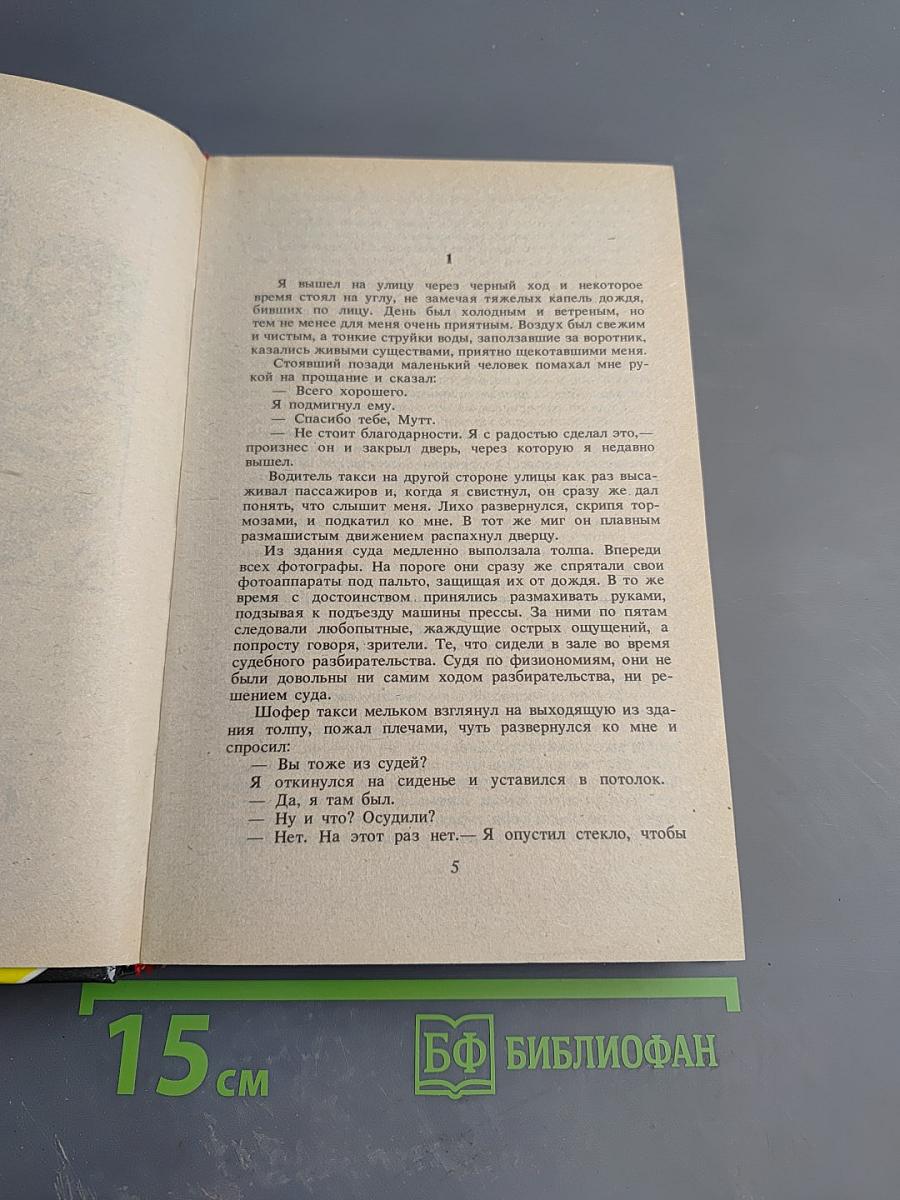 1
Я вышел на улицу через черный ход и некоторое
время стоял на углу, не замечая тяжелых капель дождя,
бивших по лицу. День был холодным и ветреным, но
тем не менее для меня очень приятным. Воздух был свежим
и чистым, а тонкие струйки воды, заползавшие за воротник,
казались живыми существами, приятно щекотавшими меня.
Стоявший позади маленький человек помахал мне ру-
кой на прощание и сказал:
— Всего хорошего.
Я подмигнул ему.
— Спасибо тебе, Мутт.
— Не стоит благодарности. Я с радостью сделал это,—
произнес он и закрыл дверь, через которую я недавно
вышел.
Водитель такси на другой стороне улицы как раз выса-
живал пассажиров и, когда я свистнул, он сразу же дал
понять, что слышит меня. Лихо развернулся, скрипя тор-
мозами, и подкатил ко мне. В тот же миг он плавным
размашистым движением распахнул дверцу.
Из здания суда медленно выползала толпа. Впереди
всех фотографы. На пороге они сразу же спрятали свои
фотоаппараты под пальто, защищая их от дождя. В то же
время с достоинством принялись размахивать руками,
подзывая к подъезду машины прессы. За ними по пятам
следовали любопытные, жаждущие острых ощущений, а
попросту говоря, зрители. Те, что сидели в зале во время
судебного разбирательства. Судя по физиономиям, они не
были довольны ни самим ходом разбирательства, ни ре-
шением суда.
Шофер такси мельком взглянул на выходящую из зда-
ния толпу, пожал плечами, чуть развернулся ко мне и
спросил:
— Вы тоже из судей?
Я откинулся на сиденье и уставился в потолок.
— Да, я там был.
— Ну и что? Осудили?
— Нет. На этот раз нет.— Я опустил стекло, чтобы
5
15 см
БФ БИБЛИОФАН